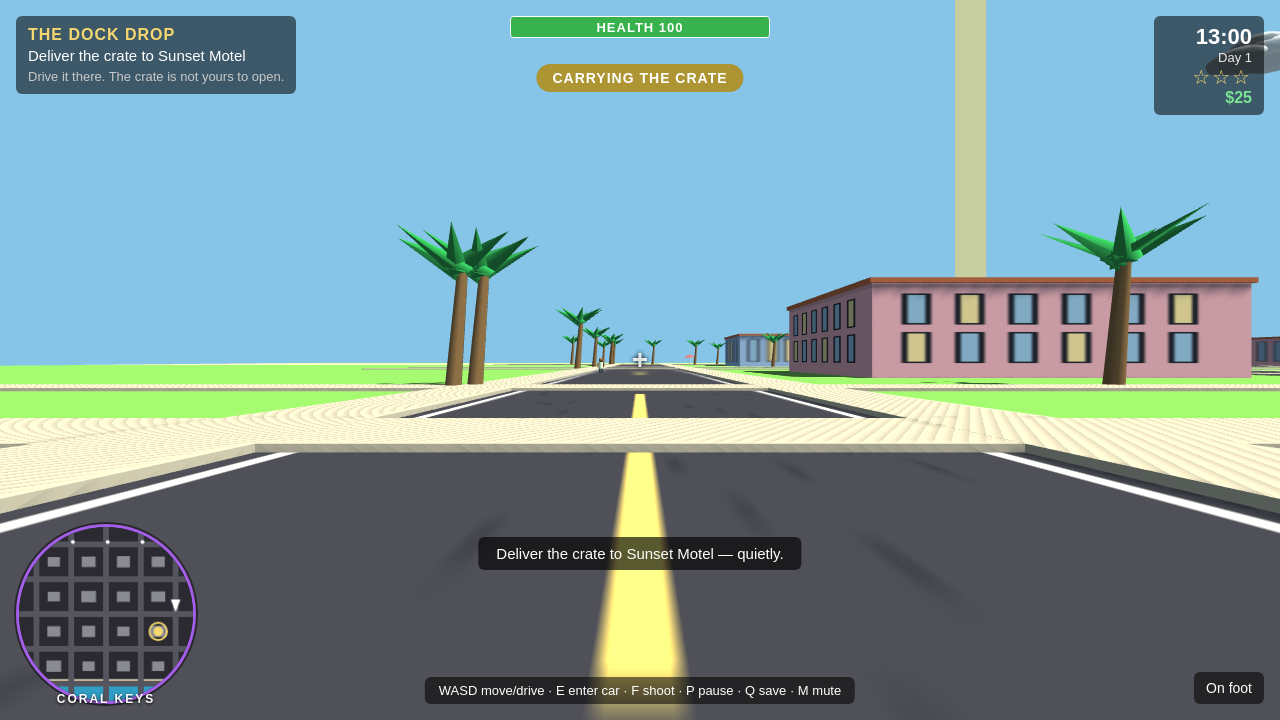 THE DOCK DROP
Deliver the crate to Sunset Motel
Drive it there. The crate is not yours to open.
HEALTH 100
CARRYING THE CRATE
13:00
Day 1
☆☆☆
$25
Deliver the crate to Sunset Motel — quietly.
CORAL KEYS
WASD move/drive · E enter car · F shoot · P pause · Q save · M mute
On foot